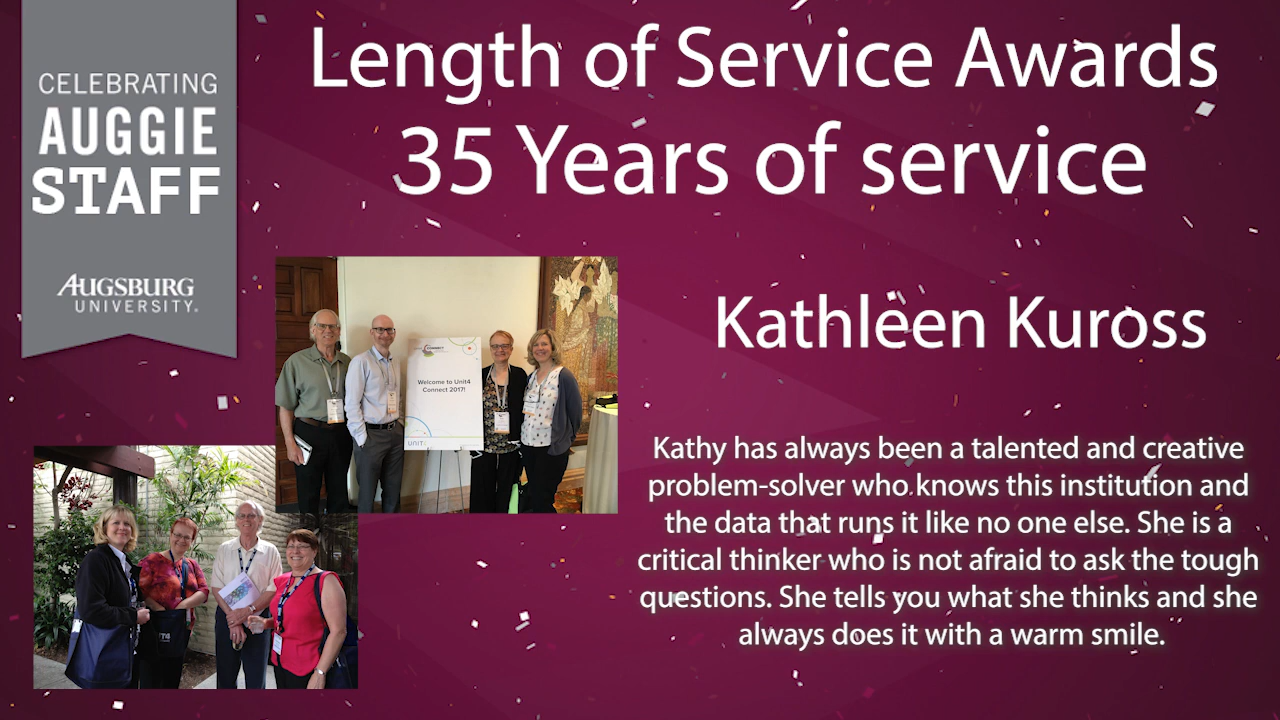 CELEBRATING
AUGGIE
STAFF
AUGSBURG
UNIVERSITY.
Length of Service Awards
35 Years of service
CONNECT
Welcome to Unit4
Connect 2017!
UNIT4
Kathleen Kuross
Kathy has always been a talented and creative
problem-solver who knows this institution and
the data that runs it like no one else. She is a
critical thinker who is not afraid to ask the tough
questions. She tells you what she thinks and she
always does it with a warm smile.